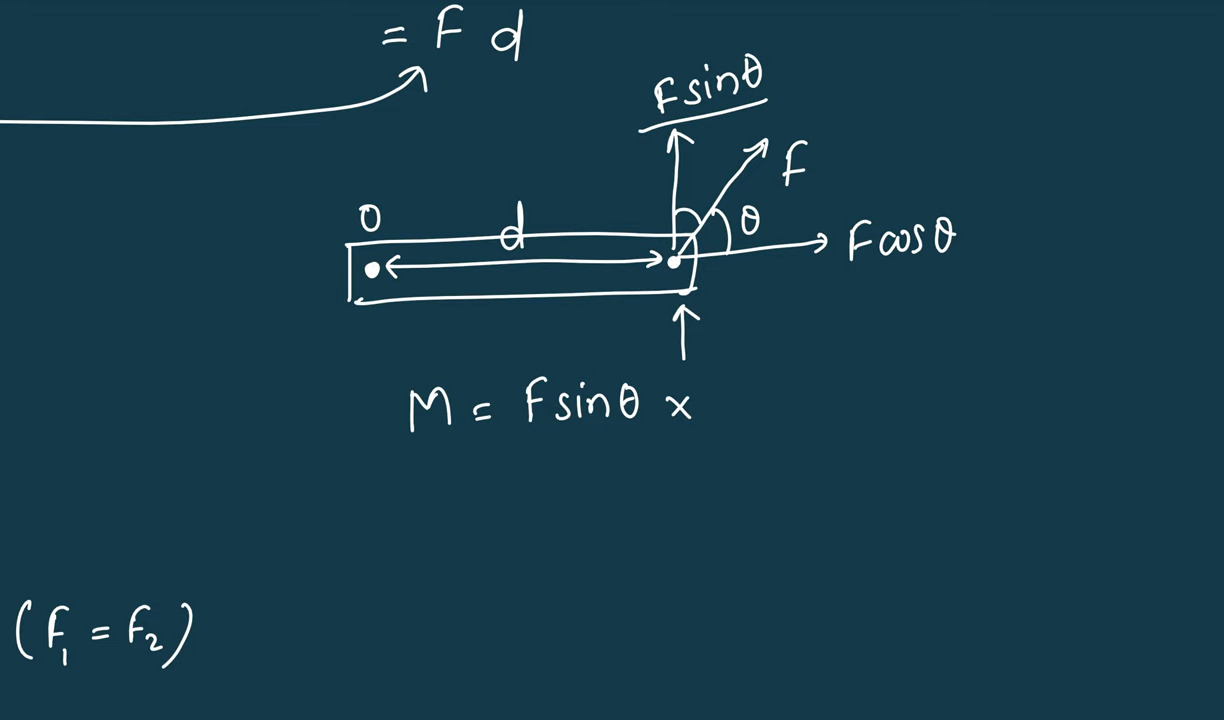 = F d
F sinθ
F
O
d
θ
F cosθ
M = F sinθ ×
(F₁ = F₂)